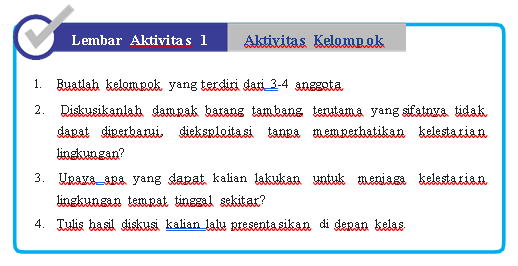 Lembar Aktivitas 1 Aktivitas Kelompok
1. Buatlah kelompok yang terdiri dari 3-4 anggota
2. Diskusikanlah dampak barang tambang, terutama yang sifatnya tidak
dapat diperbarui, dieksploitasi tanpa memperhatikan kelestarian
lingkungan?
3. Upaya apa yang dapat kalian lakukan untuk menjaga kelestarian
lingkungan tempat tinggal sekitar?
4. Tulis hasil diskusi kalian lalu presentasikan di depan kelas